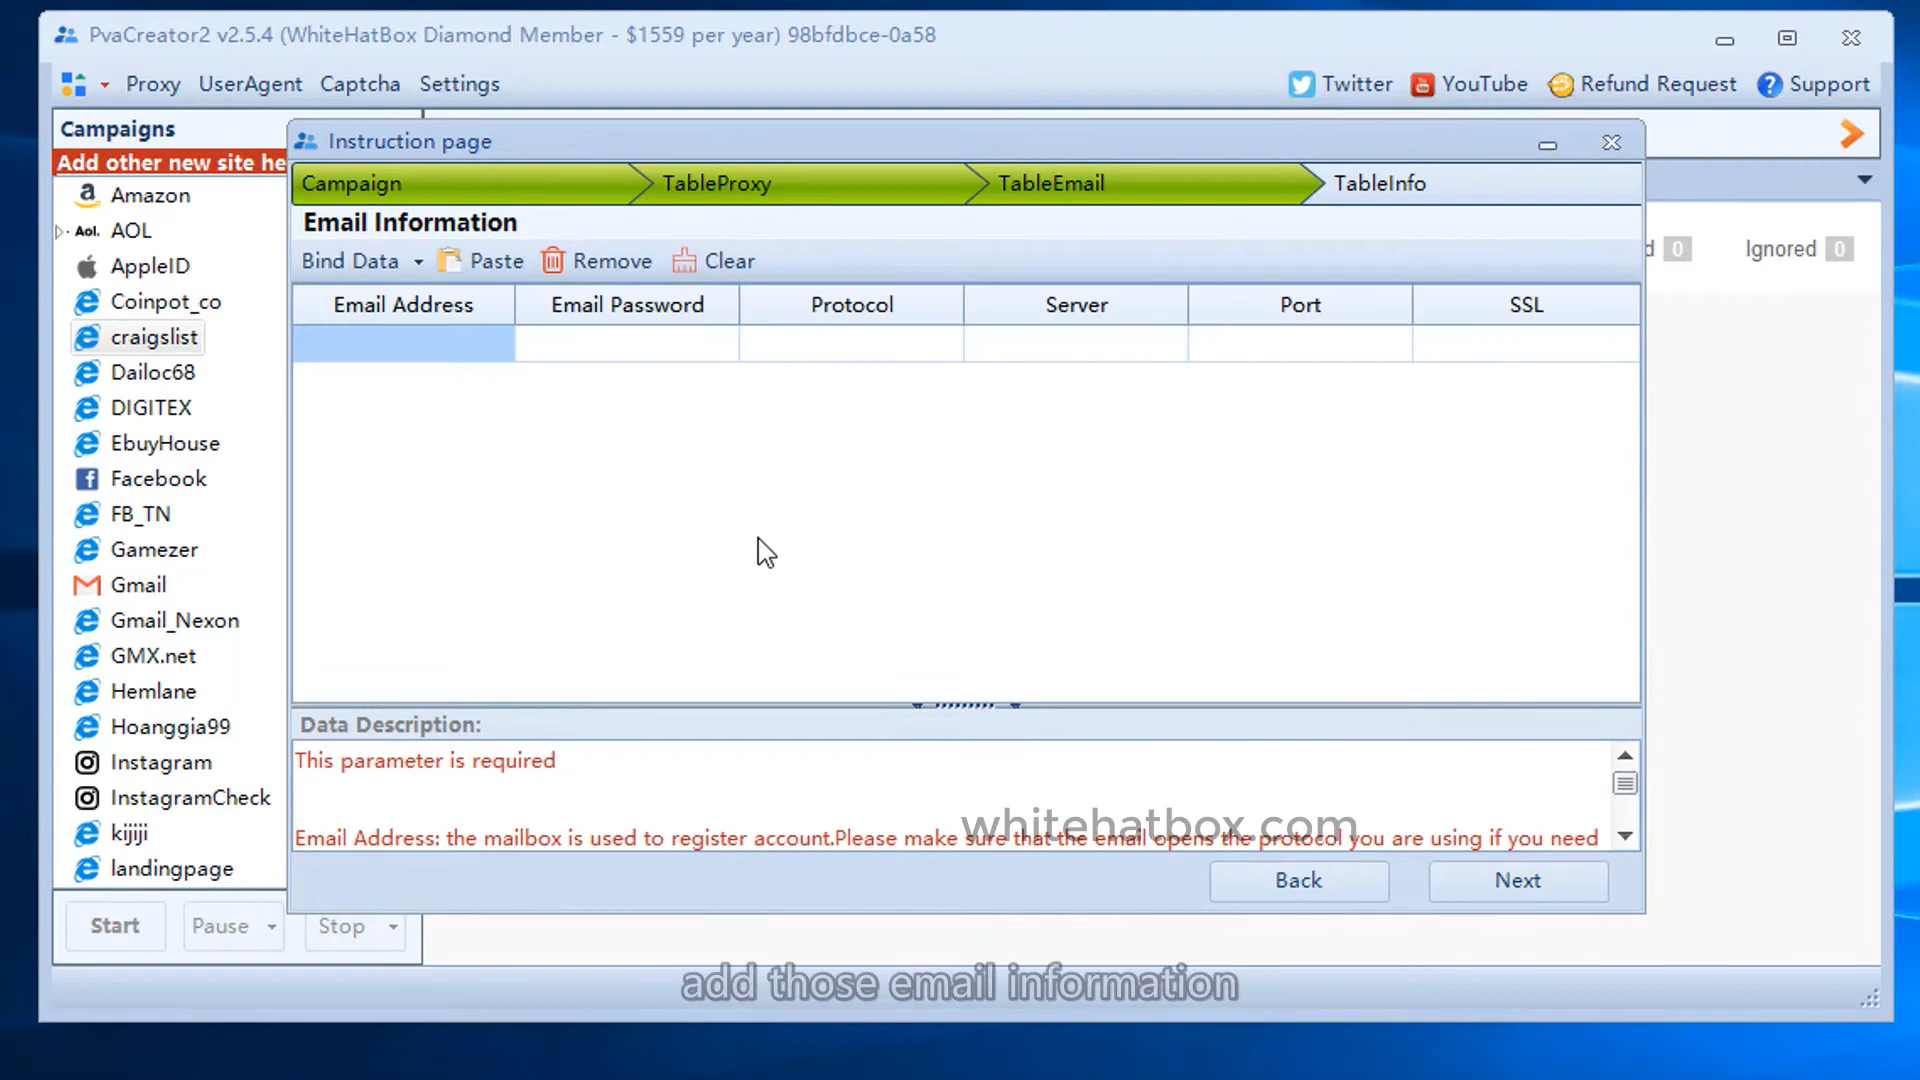 PvaCreator2 v2.5.4 (WhiteHatBox Diamond Member - $1559 per year) 98bfdbce-0a58
Proxy UserAgent Captcha Settings Twitter YouTube Refund Request Support
Campaigns
Add other new site he
Amazon
Aol. AOL
AppleID
Coinpot_co
craigslist
Dailoc68
DIGITEX
EbuyHouse
Facebook
FB_TN
Gamezer
Gmail
Gmail_Nexon
GMX.net
Hemlane
Hoanggia99
Instagram
InstagramCheck
kijiji
landingpage
Start Pause Stop
Instruction page
Campaign TableProxy TableEmail TableInfo
Email Information
Bind Data Paste Remove Clear
Email Address Email Password Protocol Server Port SSL
d 0 Ignored 0
Data Description:
This parameter is required
whitehatbox.com
Email Address: the mailbox is used to register account.Please make sure that the email opens the protocol you are using if you need
Back Next
add those email information